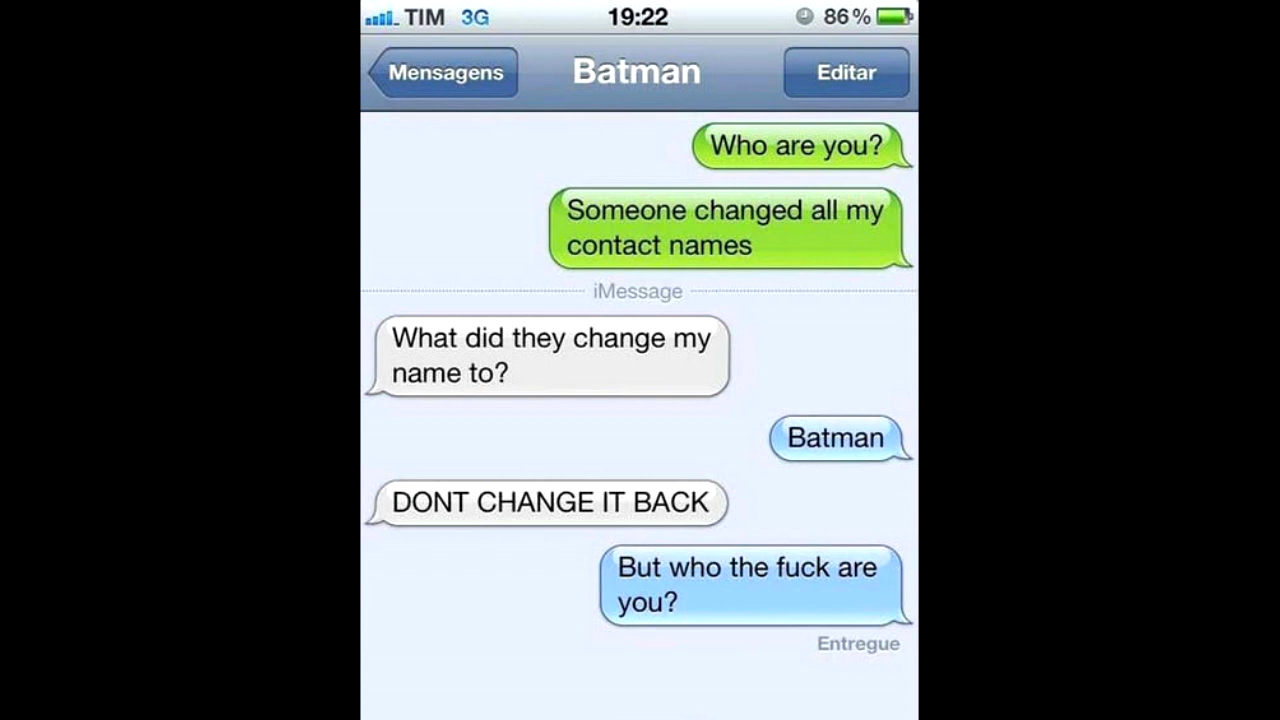 TIM 3G 19:22 86%
Mensagens Batman Editar
Who are you?
Someone changed all my
contact names
iMessage
What did they change my
name to?
Batman
DONT CHANGE IT BACK
But who the fuck are
you?
Entregue